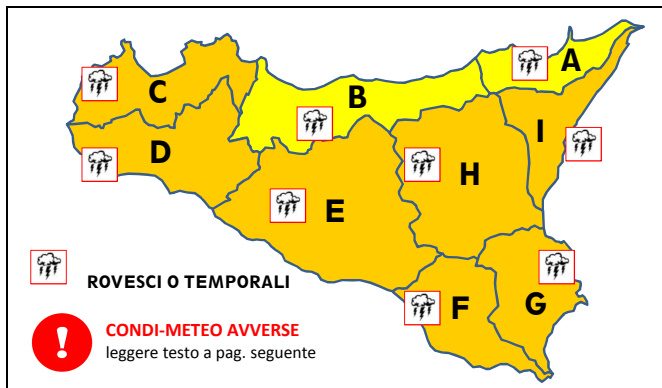 A
C
B
I
D
H
E
ROVESCI O TEMPORALI
F
G
! CONDI-METEO AVVERSE
leggere testo a pag. seguente